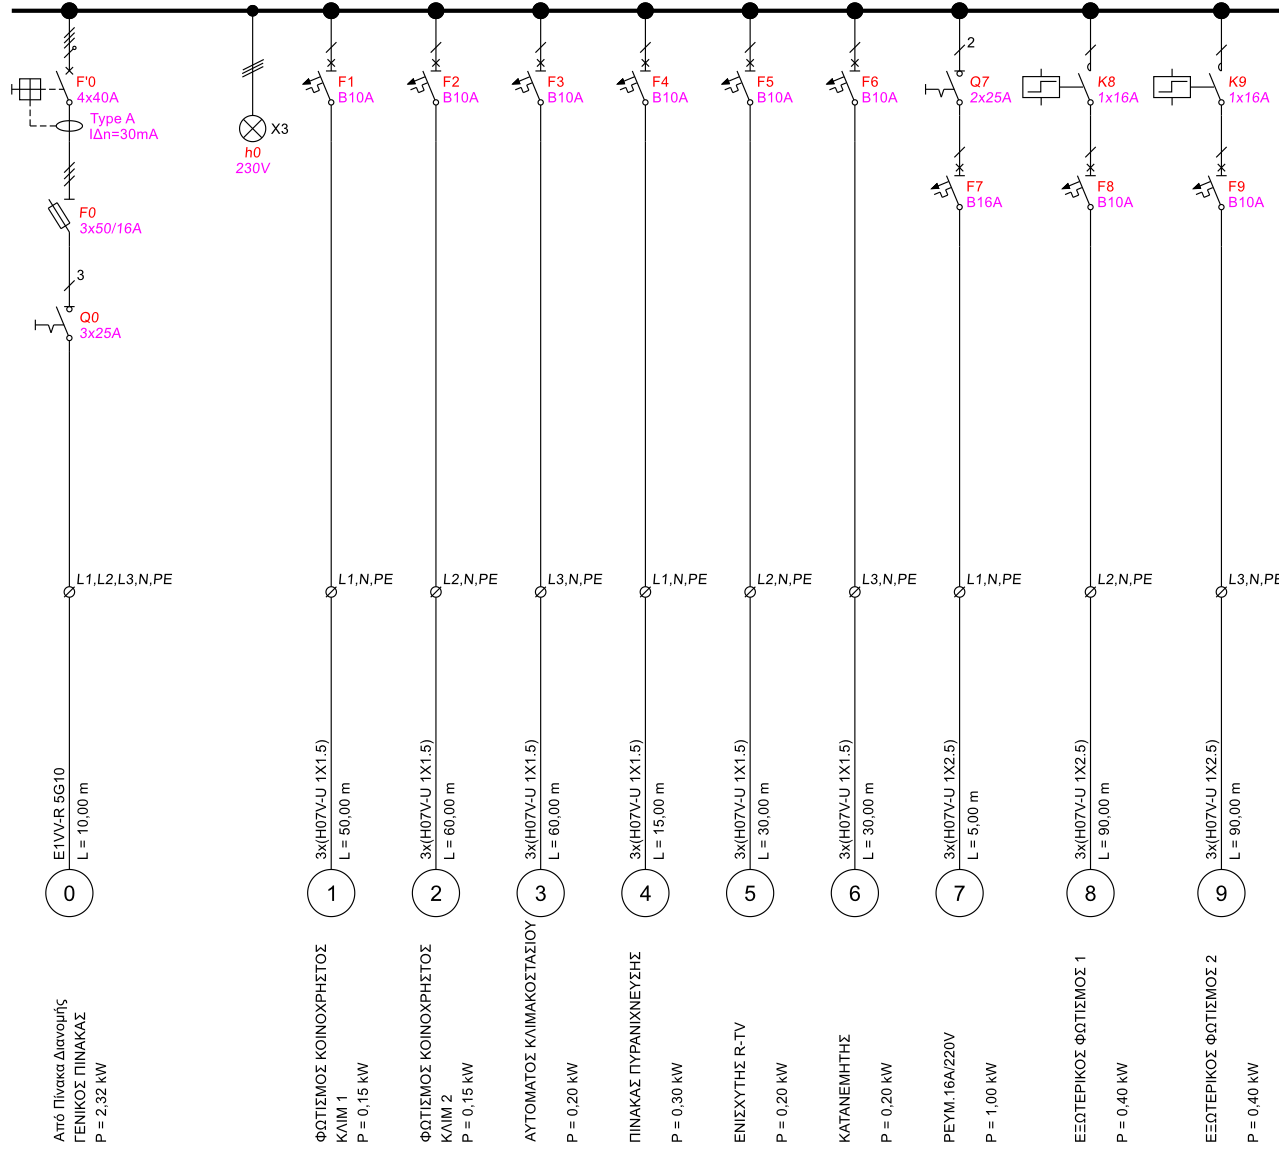 F'0
4x40A
Type A
IΔn=30mA
F0
3x50/16A
3
Q0
3x25A
L1,L2,L3,N,PE
E1VV-R 5G10
L = 10,00 m
0
Από Πίνακα Διανομής
ΓΕΝΙΚΟΣ ΠΙΝΑΚΑΣ
P = 2,32 kW
X3
h0
230V
F1
B10A
L1,N,PE
3x(H07V-U 1X1.5)
L = 50,00 m
1
ΦΩΤΙΣΜΟΣ ΚΟΙΝΟΧΡΗΣΤΟΣ
ΚΛΙΜ 1
P = 0,15 kW
F2
B10A
L2,N,PE
3x(H07V-U 1X1.5)
L = 60,00 m
2
ΦΩΤΙΣΜΟΣ ΚΟΙΝΟΧΡΗΣΤΟΣ
ΚΛΙΜ 2
P = 0,15 kW
F3
B10A
L3,N,PE
3x(H07V-U 1X1.5)
L = 60,00 m
3
ΑΥΤΟΜΑΤΟΣ ΚΛΙΜΑΚΟΣΤΑΣΙΟΥ
P = 0,20 kW
F4
B10A
L1,N,PE
3x(H07V-U 1X1.5)
L = 15,00 m
4
ΠΙΝΑΚΑΣ ΠΥΡΑΝΙΧΝΕΥΣΗΣ
P = 0,30 kW
F5
B10A
L2,N,PE
3x(H07V-U 1X1.5)
L = 30,00 m
5
ΕΝΙΣΧΥΤΗΣ R-TV
P = 0,20 kW
F6
B10A
L3,N,PE
3x(H07V-U 1X1.5)
L = 30,00 m
6
ΚΑΤΑΝΕΜΗΤΗΣ
P = 0,20 kW
2
Q7
2x25A
F7
B16A
L1,N,PE
3x(H07V-U 1X2.5)
L = 5,00 m
7
ΡΕΥΜ.16Α/220V
P = 1,00 kW
K8
1x16A
F8
B10A
L2,N,PE
3x(H07V-U 1X2.5)
L = 90,00 m
8
ΕΞΩΤΕΡΙΚΟΣ ΦΩΤΙΣΜΟΣ 1
P = 0,40 kW
K9
1x16A
F9
B10A
L3,N,PE
3x(H07V-U 1X2.5)
L = 90,00 m
9
ΕΞΩΤΕΡΙΚΟΣ ΦΩΤΙΣΜΟΣ 2
P = 0,40 kW